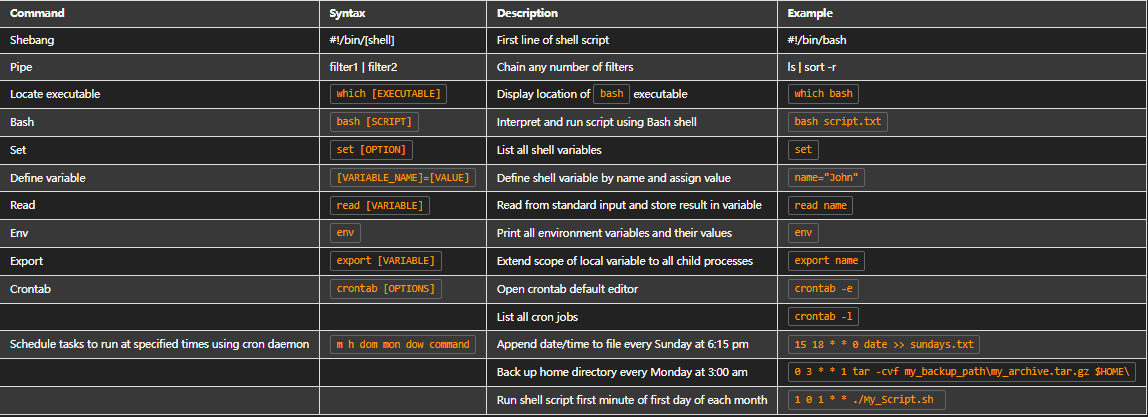 Command Syntax Description Example
Shebang #!/bin/[shell] First line of shell script #!/bin/bash
Pipe filter1 | filter2 Chain any number of filters ls | sort -r
Locate executable which [EXECUTABLE] Display location of bash executable which bash
Bash bash [SCRIPT] Interpret and run script using Bash shell bash script.txt
Set set [OPTION] List all shell variables set
Define variable [VARIABLE_NAME]=[VALUE] Define shell variable by name and assign value name="John"
Read read [VARIABLE] Read from standard input and store result in variable read name
Env env Print all environment variables and their values env
Export export [VARIABLE] Extend scope of local variable to all child processes export name
Crontab crontab [OPTIONS] Open crontab default editor crontab -e
List all cron jobs crontab -l
Schedule tasks to run at specified times using cron daemon m h dom mon dow command Append date/time to file every Sunday at 6:15 pm 15 18 * * 0 date >> sundays.txt
Back up home directory every Monday at 3:00 am 0 3 * * 1 tar -cvf my_backup_path\my_archive.tar.gz $HOME\
Run shell script first minute of first day of each month 1 0 1 * * ./My_Script.sh